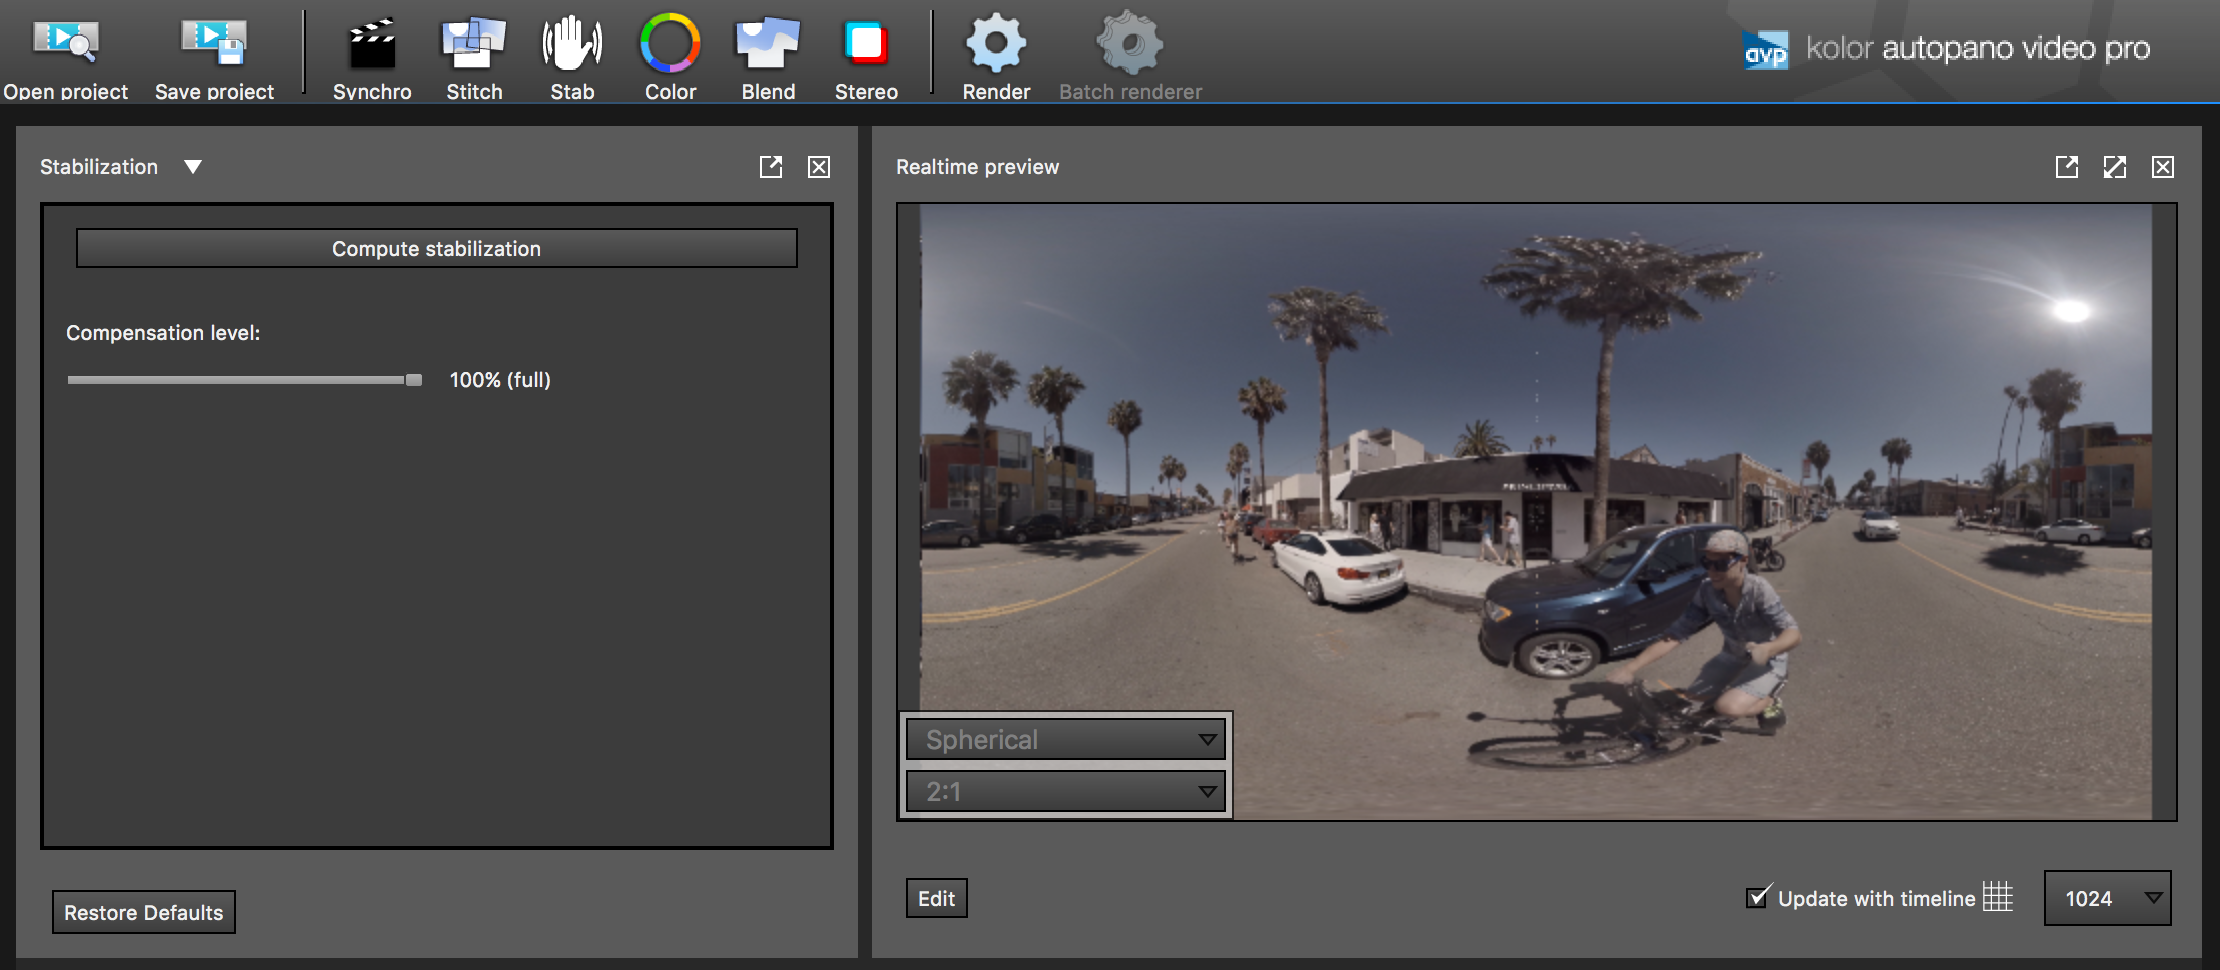 Open project
Save project
Synchro
Stitch
Stab
Color
Blend
Stereo
Render
Batch renderer
avp
kolor autopano video pro
Stabilization
Realtime preview
Compute stabilization
Compensation level:
100% (full)
Spherical
2:1
Restore Defaults
Edit
Update with timeline
1024